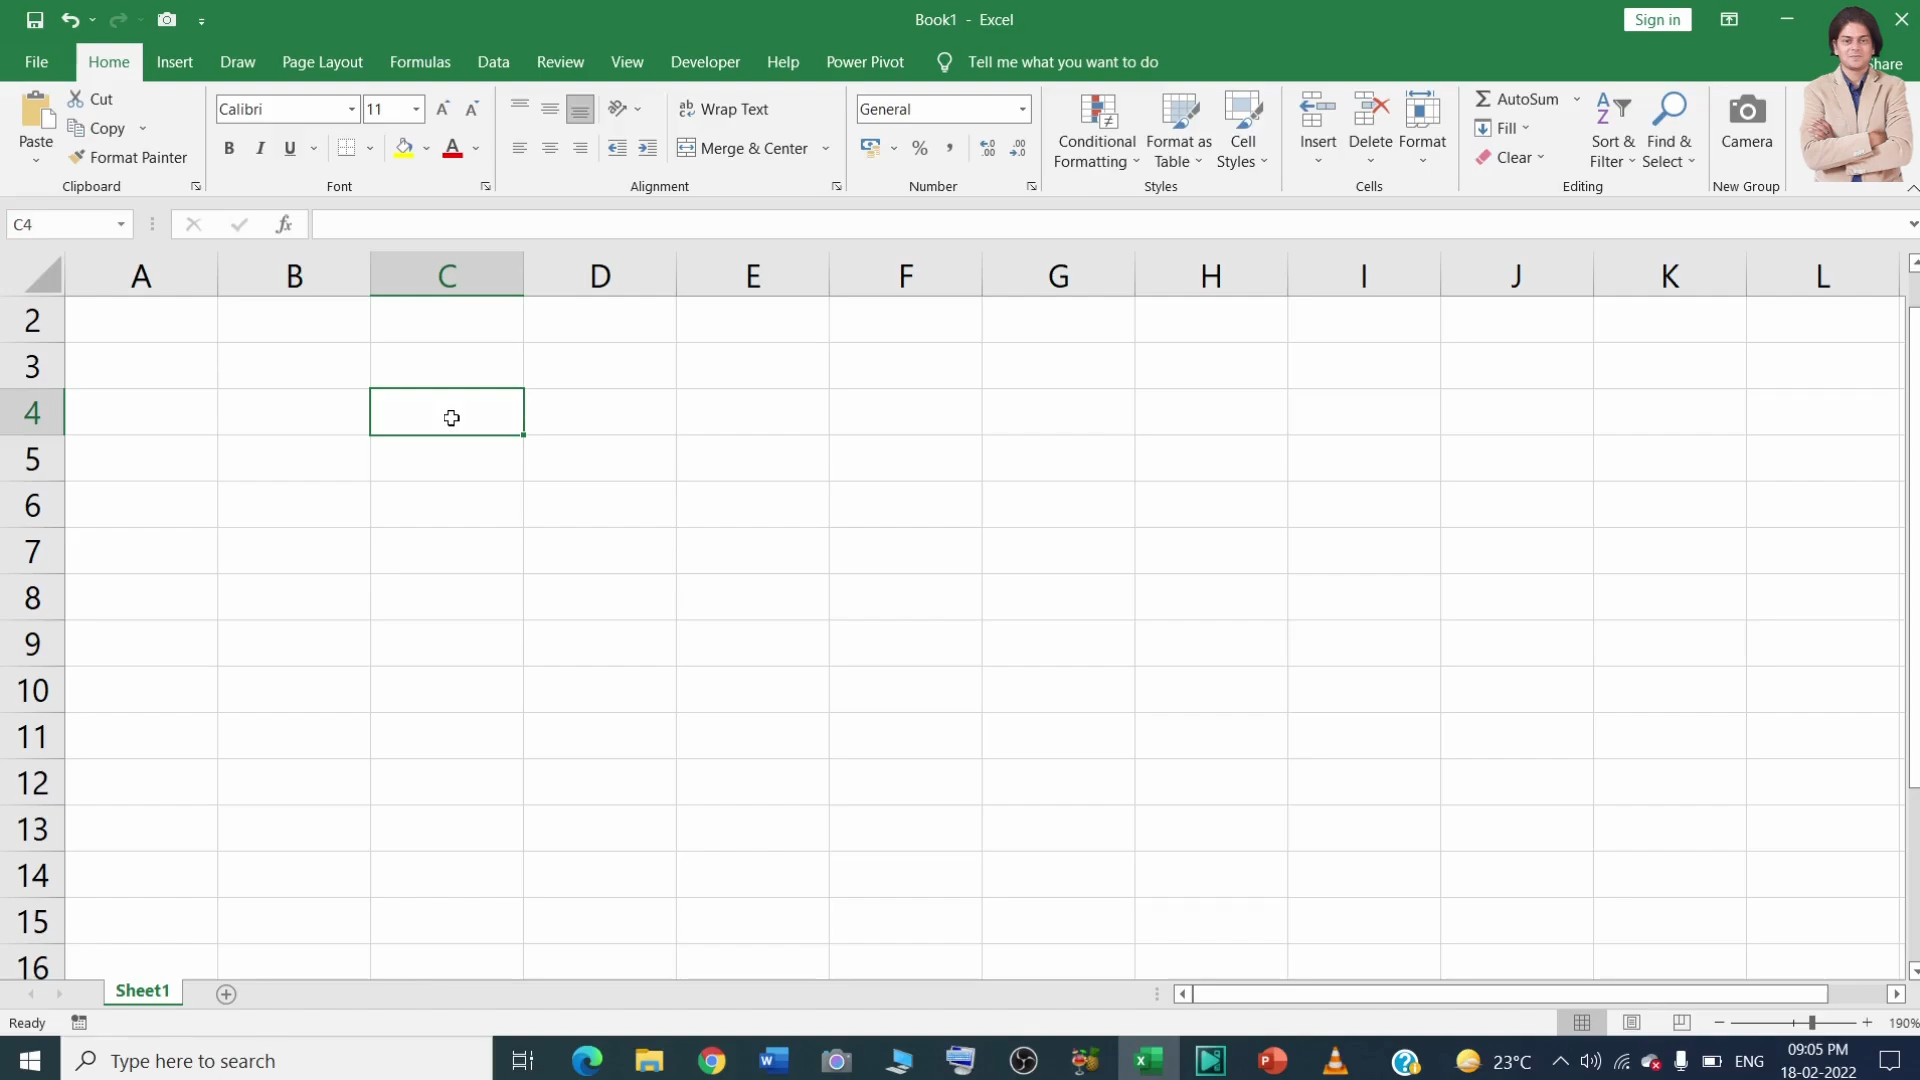 Book1 - Excel
Sign in
File Home Insert Draw Page Layout Formulas Data Review View Developer Help Power Pivot Tell me what you want to do
hare
Paste
Cut
Copy
Format Painter
Clipboard
Calibri 11
B I U A
Font
ab Wrap Text
Merge & Center
Alignment
General
% ,
Number
Conditional Formatting
Format as Table
Cell Styles
Styles
Insert Delete Format
Cells
AutoSum
Fill
Clear
Sort & Filter
Find & Select
Editing
Camera
New Group
C4
fx
A B C D E F G H I J K L
2
3
4
5
6
7
8
9
10
11
12
13
14
15
16
Sheet1
Ready
190%
Type here to search
23°C
ENG
09:05 PM
18-02-2022